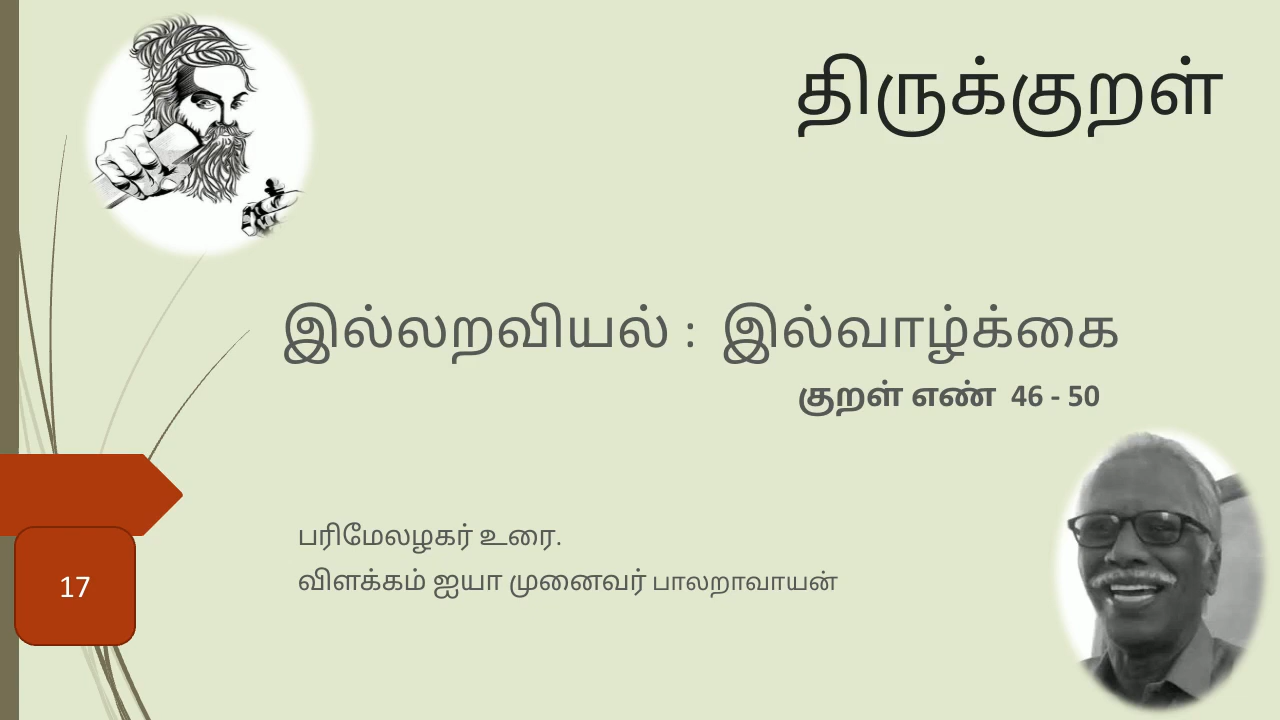 திருக்குறள்
இல்லறவியல் : இல்வாழ்க்கை
குறள் எண் 46 - 50
பரிமேலழகர் உரை.
விளக்கம் ஐயா முனைவர் பாலறாவாயன்
17